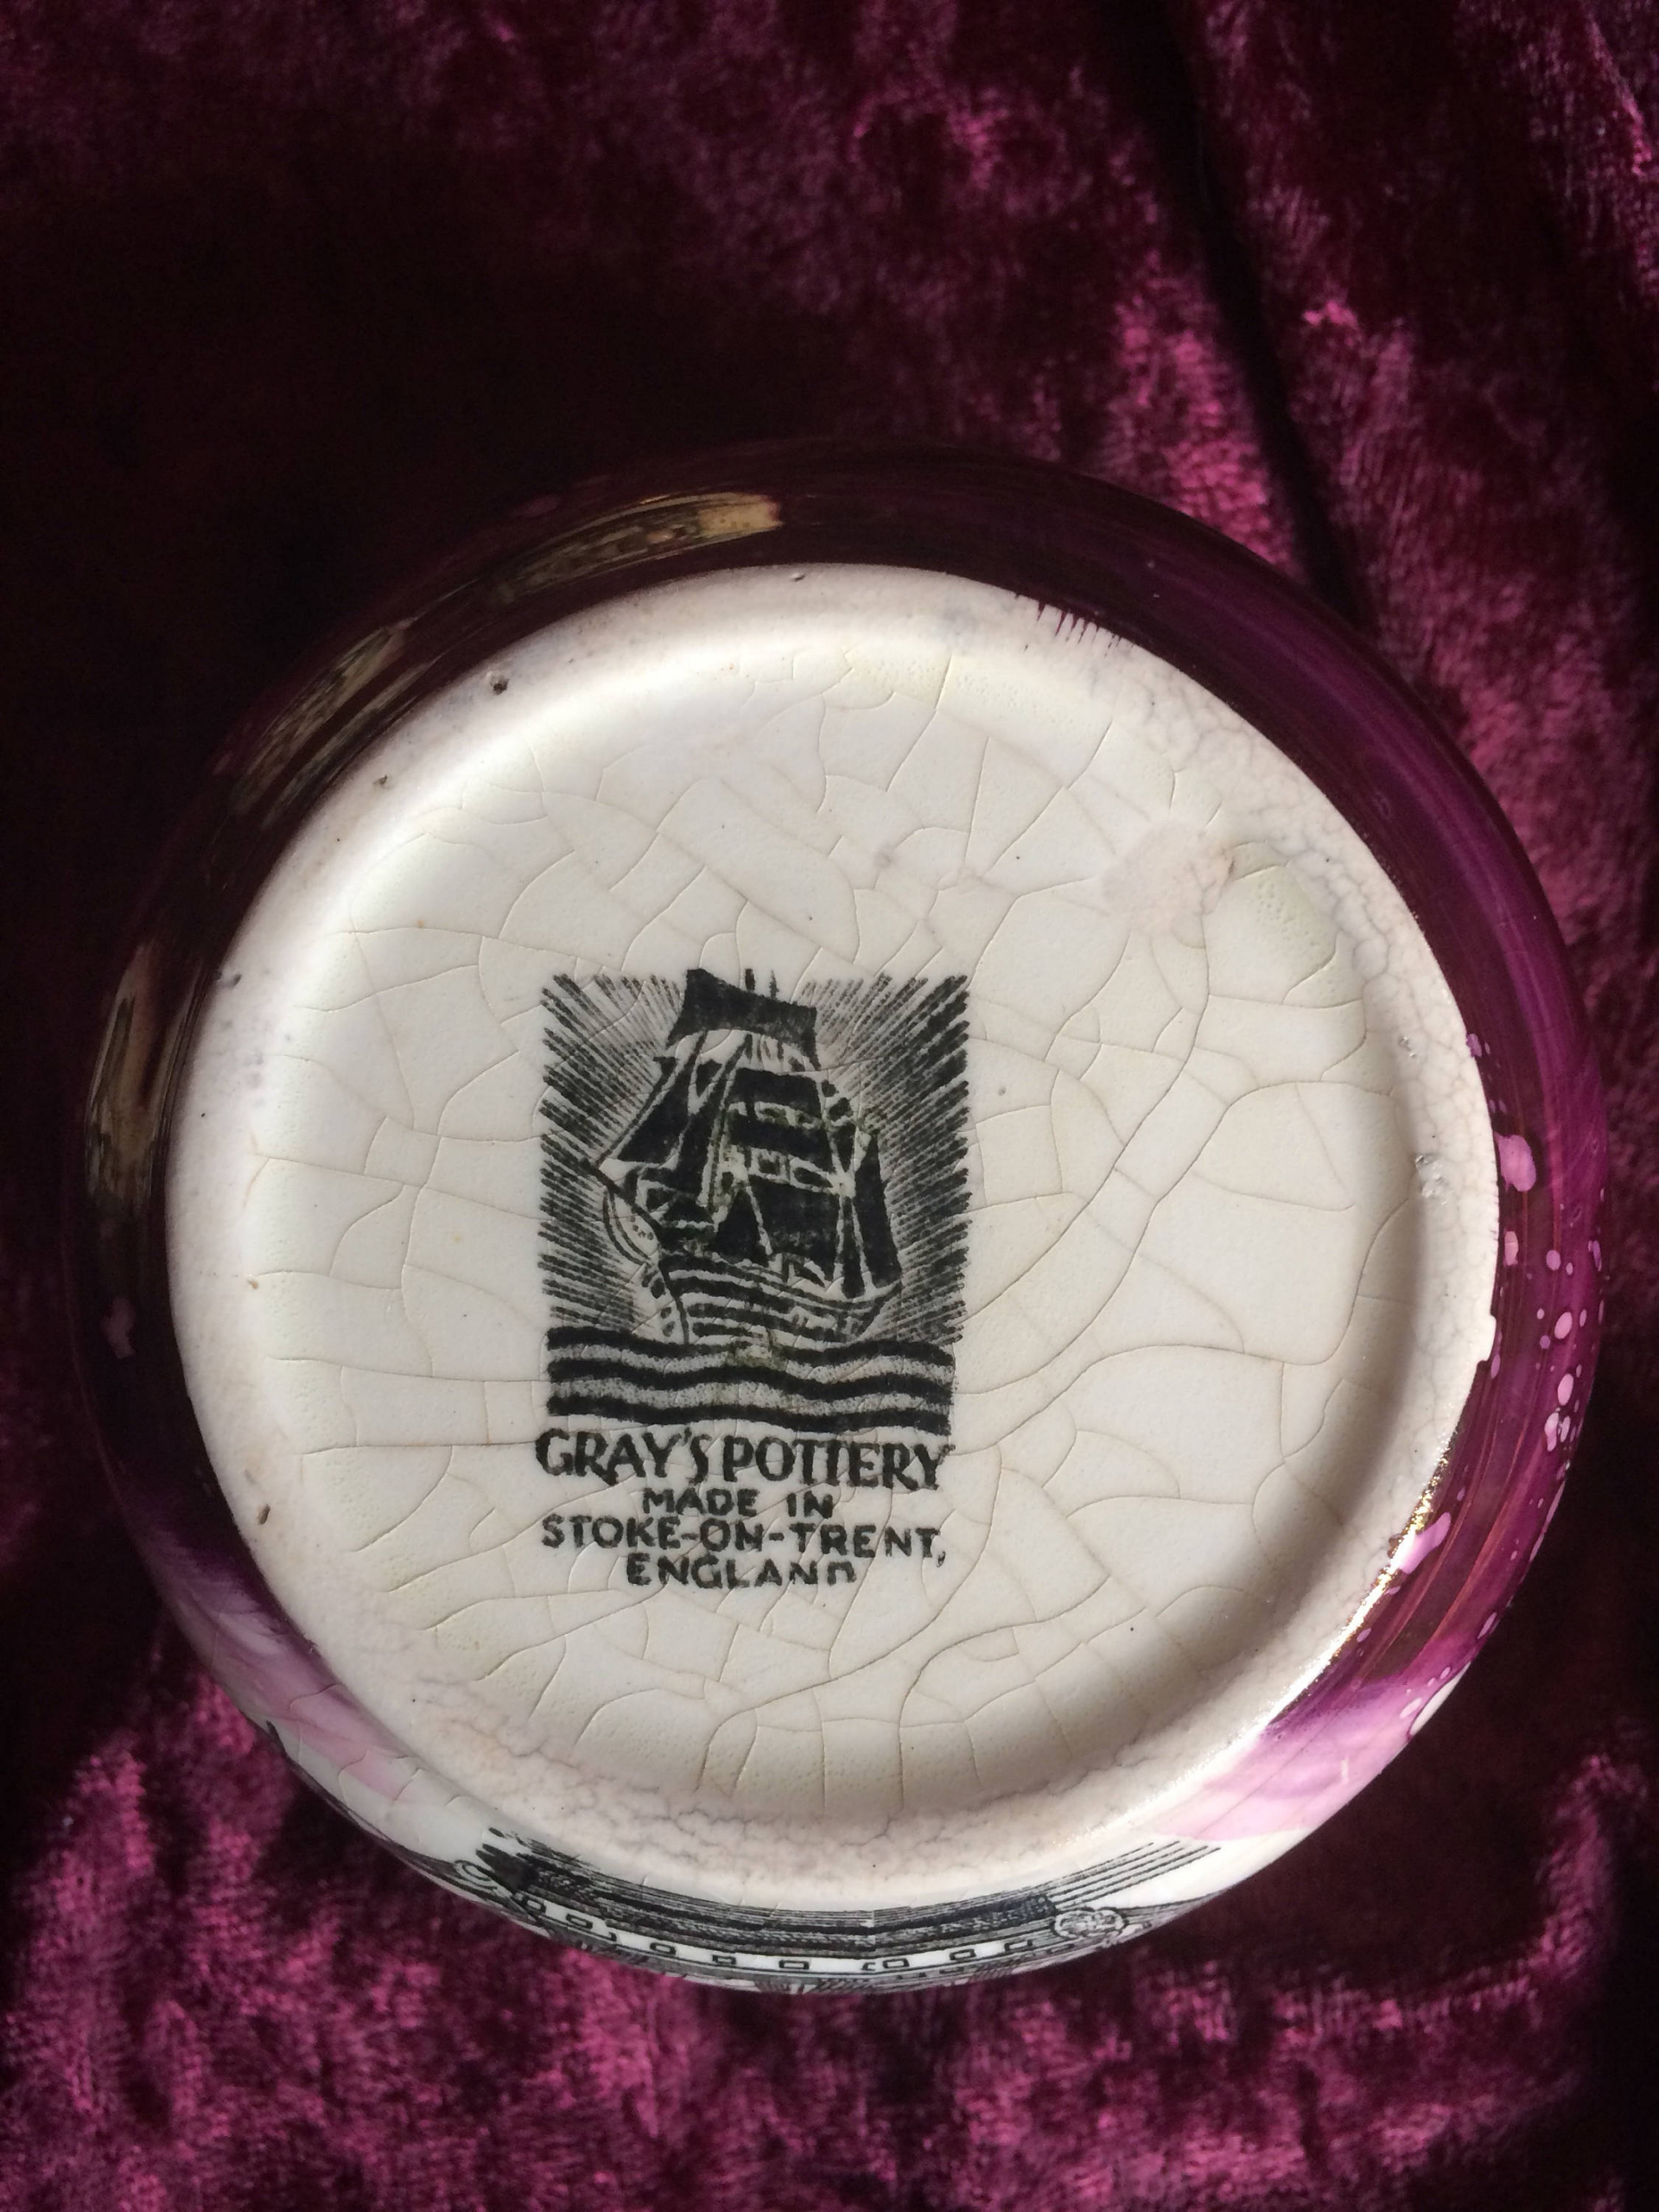 GRAY'S POTTERY
MADE IN
STOKE-ON-TRENT,
ENGLAND